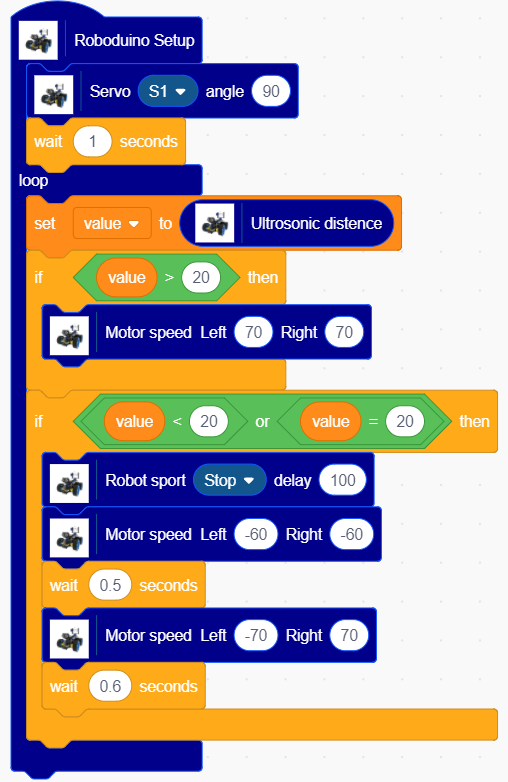 Roboduino Setup
Servo S1 angle 90
wait 1 seconds
loop
set value to Ultrosonic distence
if value > 20 then
Motor speed Left 70 Right 70
if value < 20 or value = 20 then
Robot sport Stop delay 100
Motor speed Left -60 Right -60
wait 0.5 seconds
Motor speed Left -70 Right 70
wait 0.6 seconds